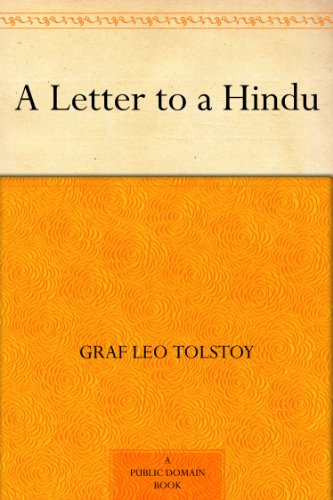 A Letter to a Hindu
GRAF LEO TOLSTOY
A
PUBLIC DOMAIN
BOOK